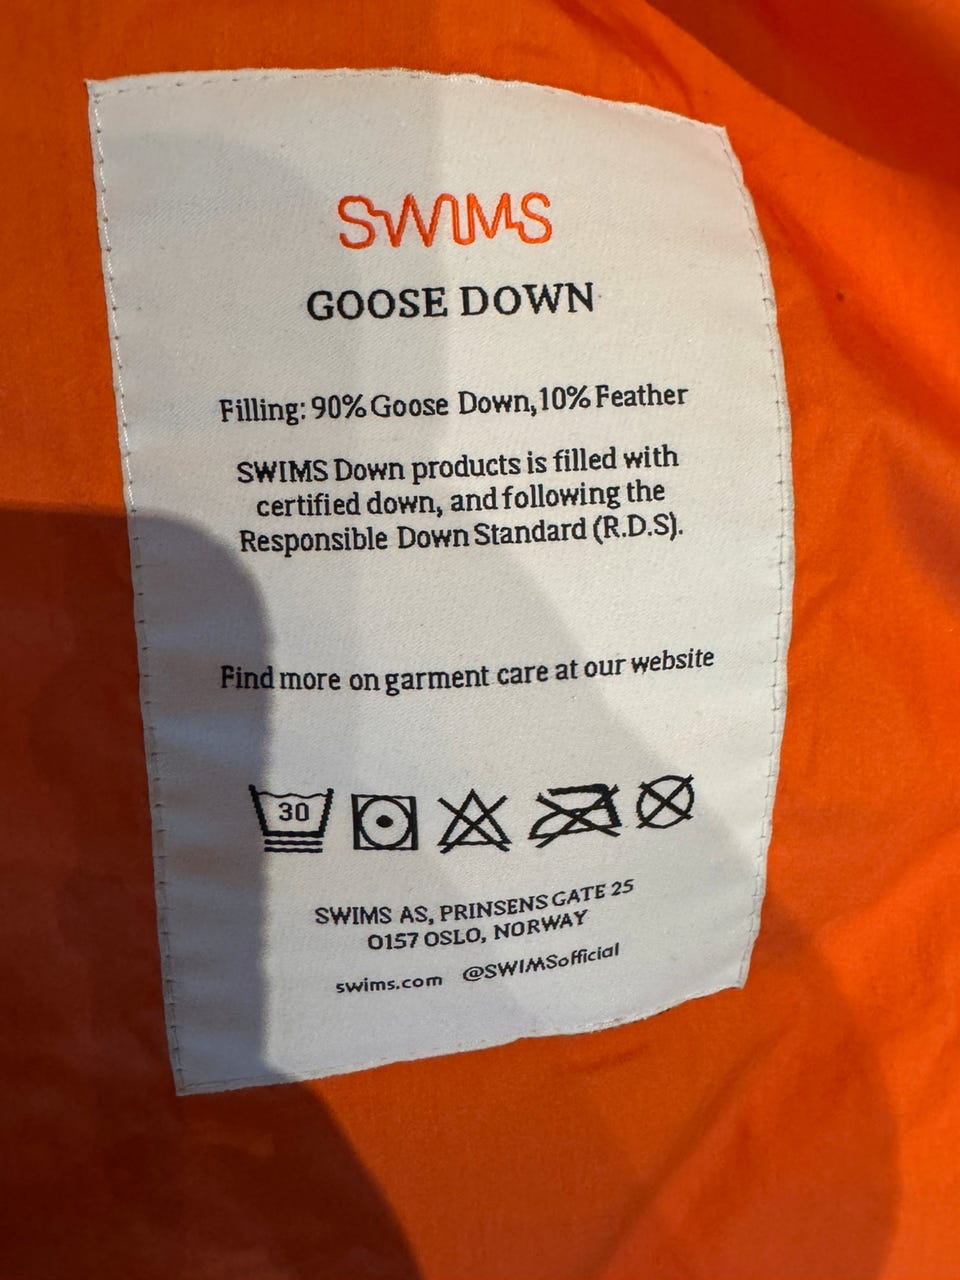 SWIMS
GOOSE DOWN
Filling: 90% Goose Down, 10% Feather
SWIMS Down products is filled with
certified down, and following the
Responsible Down Standard (R.D.S).
Find more on garment care at our website
30
SWIMS AS, PRINSENS GATE 25
0157 OSLO, NORWAY
swims.com @SWIMSofficial